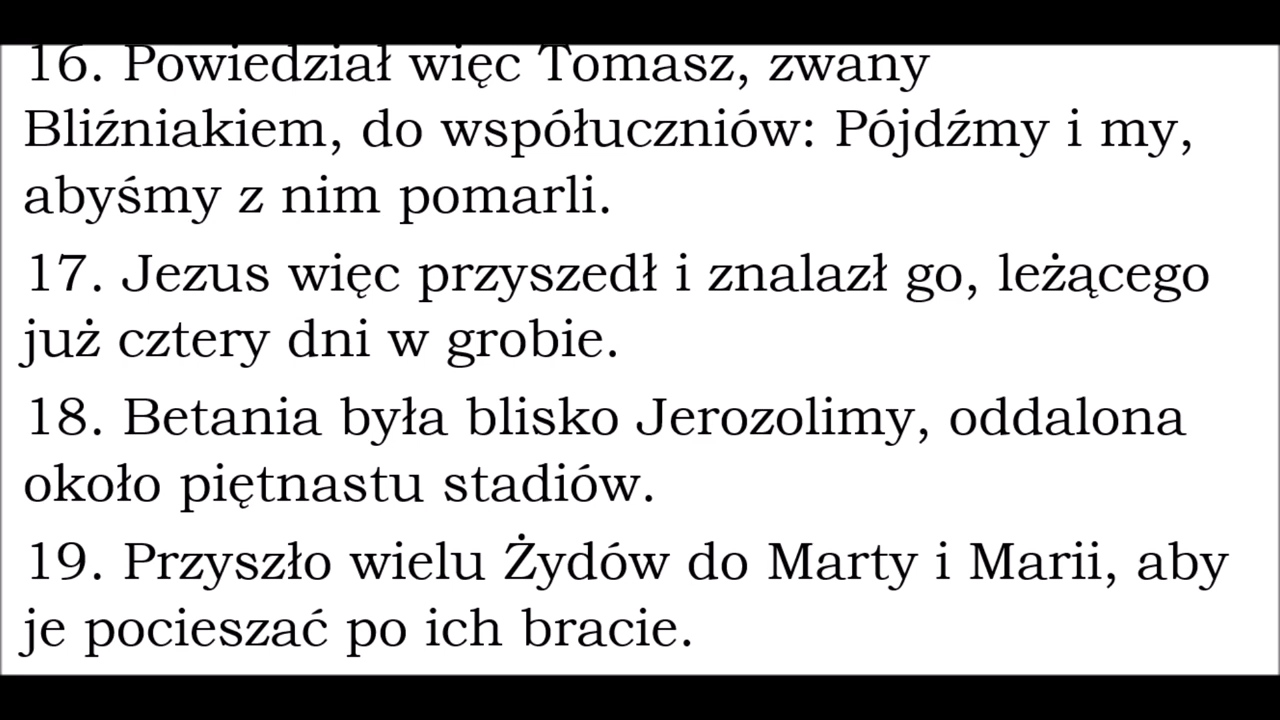 16. Powiedział więc Tomasz, zwany
Bliźniakiem, do współuczniów: Pójdźmy i my,
abyśmy z nim pomarli.
17. Jezus więc przyszedł i znalazł go, leżącego
już cztery dni w grobie.
18. Betania była blisko Jerozolimy, oddalona
około piętnastu stadiów.
19. Przyszło wielu Żydów do Marty i Marii, aby
je pocieszać po ich bracie.